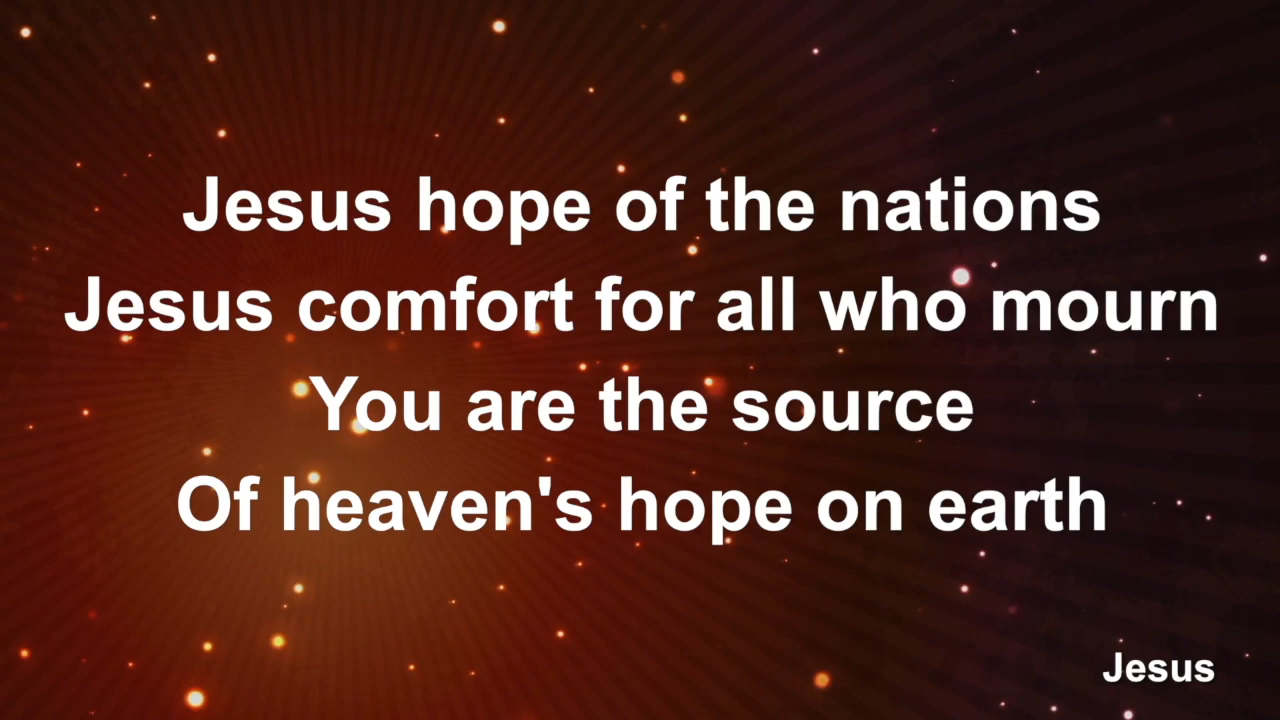 Jesus hope of the nations
Jesus comfort for all who mourn
You are the source
Of heaven's hope on earth
Jesus